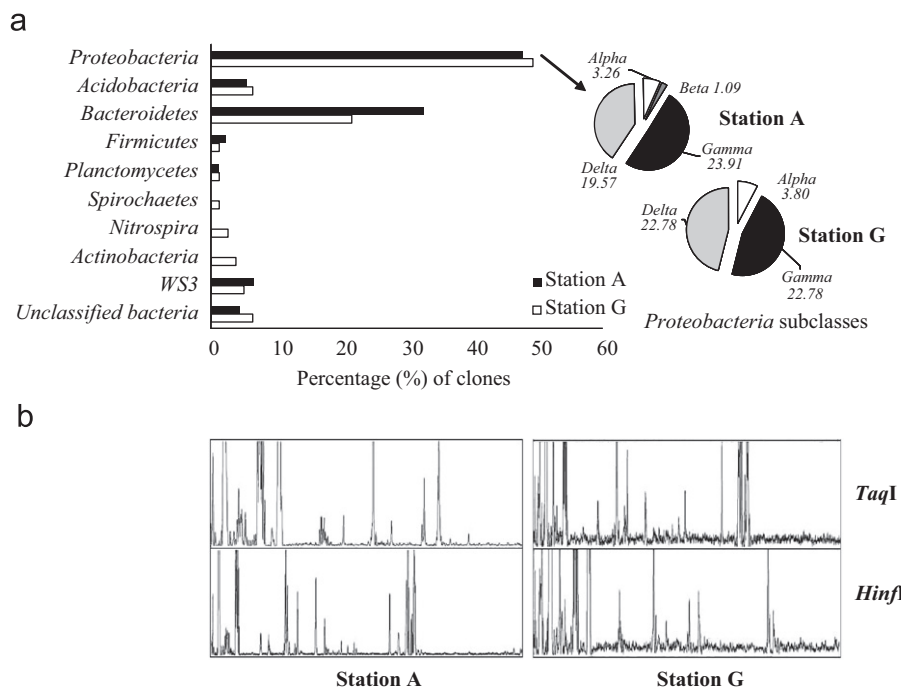 a
Proteobacteria
Acidobacteria
Bacteroidetes
Firmicutes
Planctomycetes
Spirochaetes
Nitrospira
Actinobacteria
WS3
Unclassified bacteria
0 10 20 30 40 50 60
Percentage (%) of clones
Station A
Station G
Alpha
3.26
Beta 1.09
Station A
Gamma
23.91
Delta
19.57
Alpha
3.80
Delta
22.78
Station G
Gamma
22.78
Proteobacteria subclasses
b
TaqI
HinfI
Station A
Station G